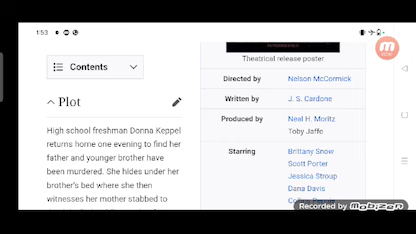 1:53
Theatrical release poster
Contents
Directed by Nelson McCormick
Plot
Written by J. S. Cardone
Produced by Neal H. Moritz
Toby Jaffe
High school freshman Donna Keppel
returns home one evening to find her
father and younger brother have
been murdered. She hides under her
brother's bed where she then
witnesses her mother stabbed to
Starring Brittany Snow
Scott Porter
Jessica Stroup
Dana Davis
Recorded by Mobizen